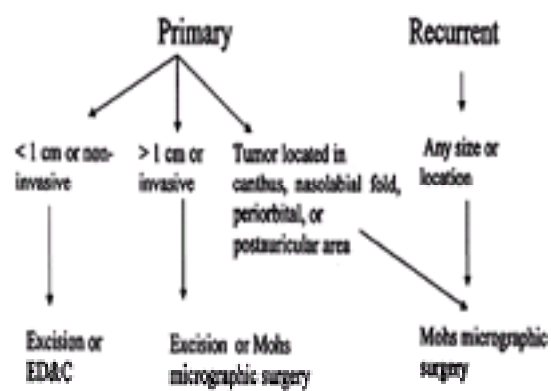 Primary
Recurrent
< 1 cm or non-
invasive
> 1 cm or
invasive
Tumor located in
canthus, nasolabial fold,
periorbital, or
postauricular area
Any size or
location
Excision or
ED&C
Excision or Mohs
micrographic surgery
Mohs micrographic
surgery